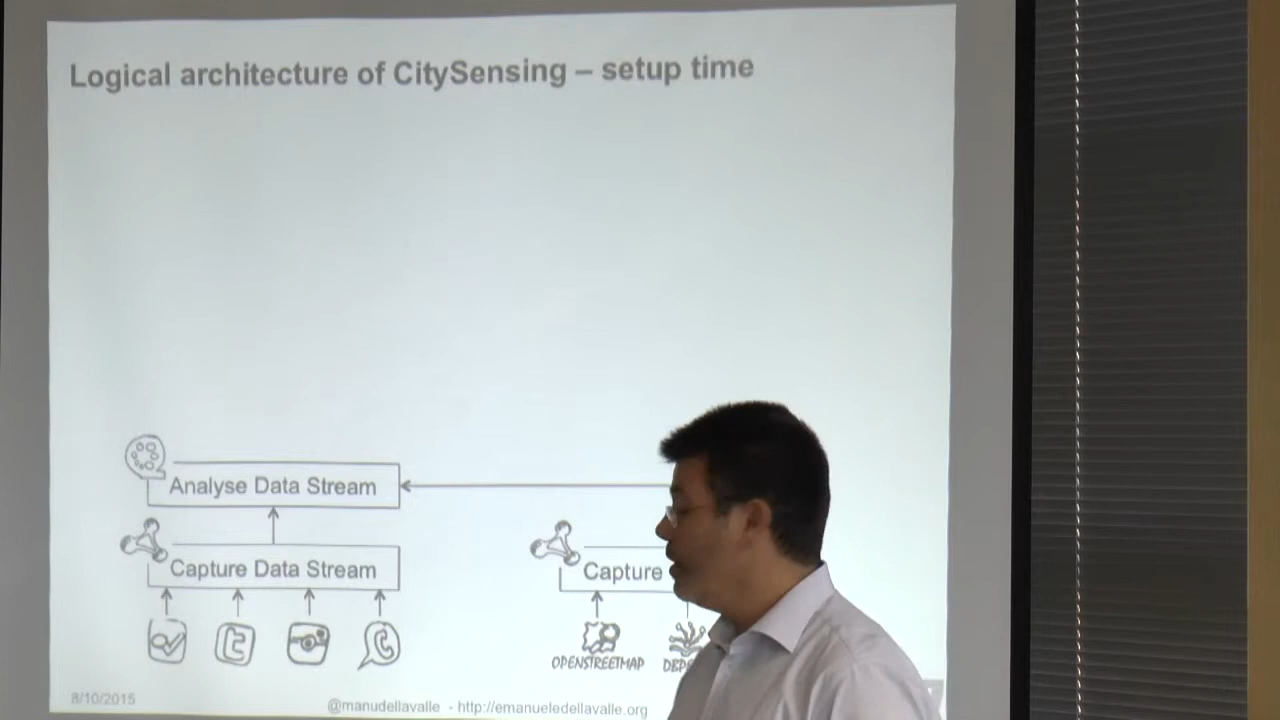 Logical architecture of CitySensing – setup time
Analyse Data Stream
Capture Data Stream
Capture
OPENSTREETMAP
8/10/2015
@manudellavalle - http://emanueledellavalle.org